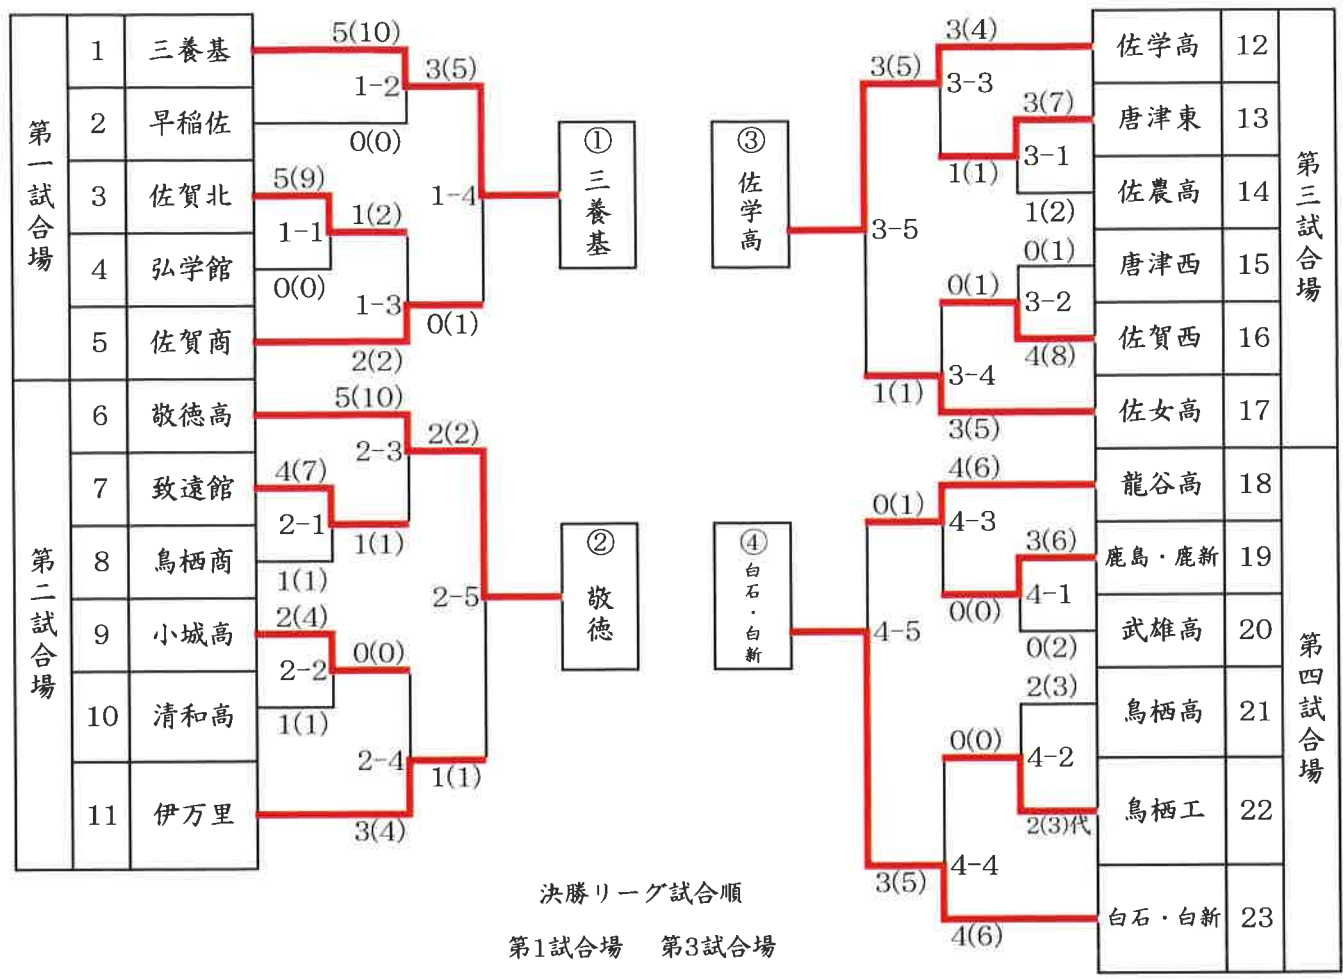 第一試合場
1 三養基
2 早稲佐
3 佐賀北
4 弘学館
5 佐賀商
第二試合場
6 敬徳高
7 致遠館
8 鳥栖商
9 小城高
10 清和高
11 伊万里
5(10)
1-2
0(0)
3(5)
5(9)
1-1
0(0)
1(2)
1-3
2(2)
0(1)
1-4
5(10)
2-3
2(2)
4(7)
2-1
1(1)
1(1)
2(4)
2-2
1(1)
0(0)
2-4
3(4)
1(1)
2-5
① 三養基
② 敬徳
③ 佐学高
④ 白石・白新
3(4)
3(5)
3-3
3(7)
3-1
1(2)
1(1)
3-5
0(1)
0(1)
3-2
4(8)
3-4
1(1)
3(5)
4(6)
0(1)
4-3
3(6)
4-1
0(2)
0(0)
4-5
2(3)
0(0)
4-2
2(3)代
4-4
3(5)
4(6)
佐学高 12
唐津東 13
佐農高 14
唐津西 15
佐賀西 16
佐女高 17
第三試合場
龍谷高 18
鹿島・鹿新 19
武雄高 20
鳥栖高 21
鳥栖工 22
白石・白新 23
第四試合場
決勝リーグ試合順
第1試合場 第3試合場